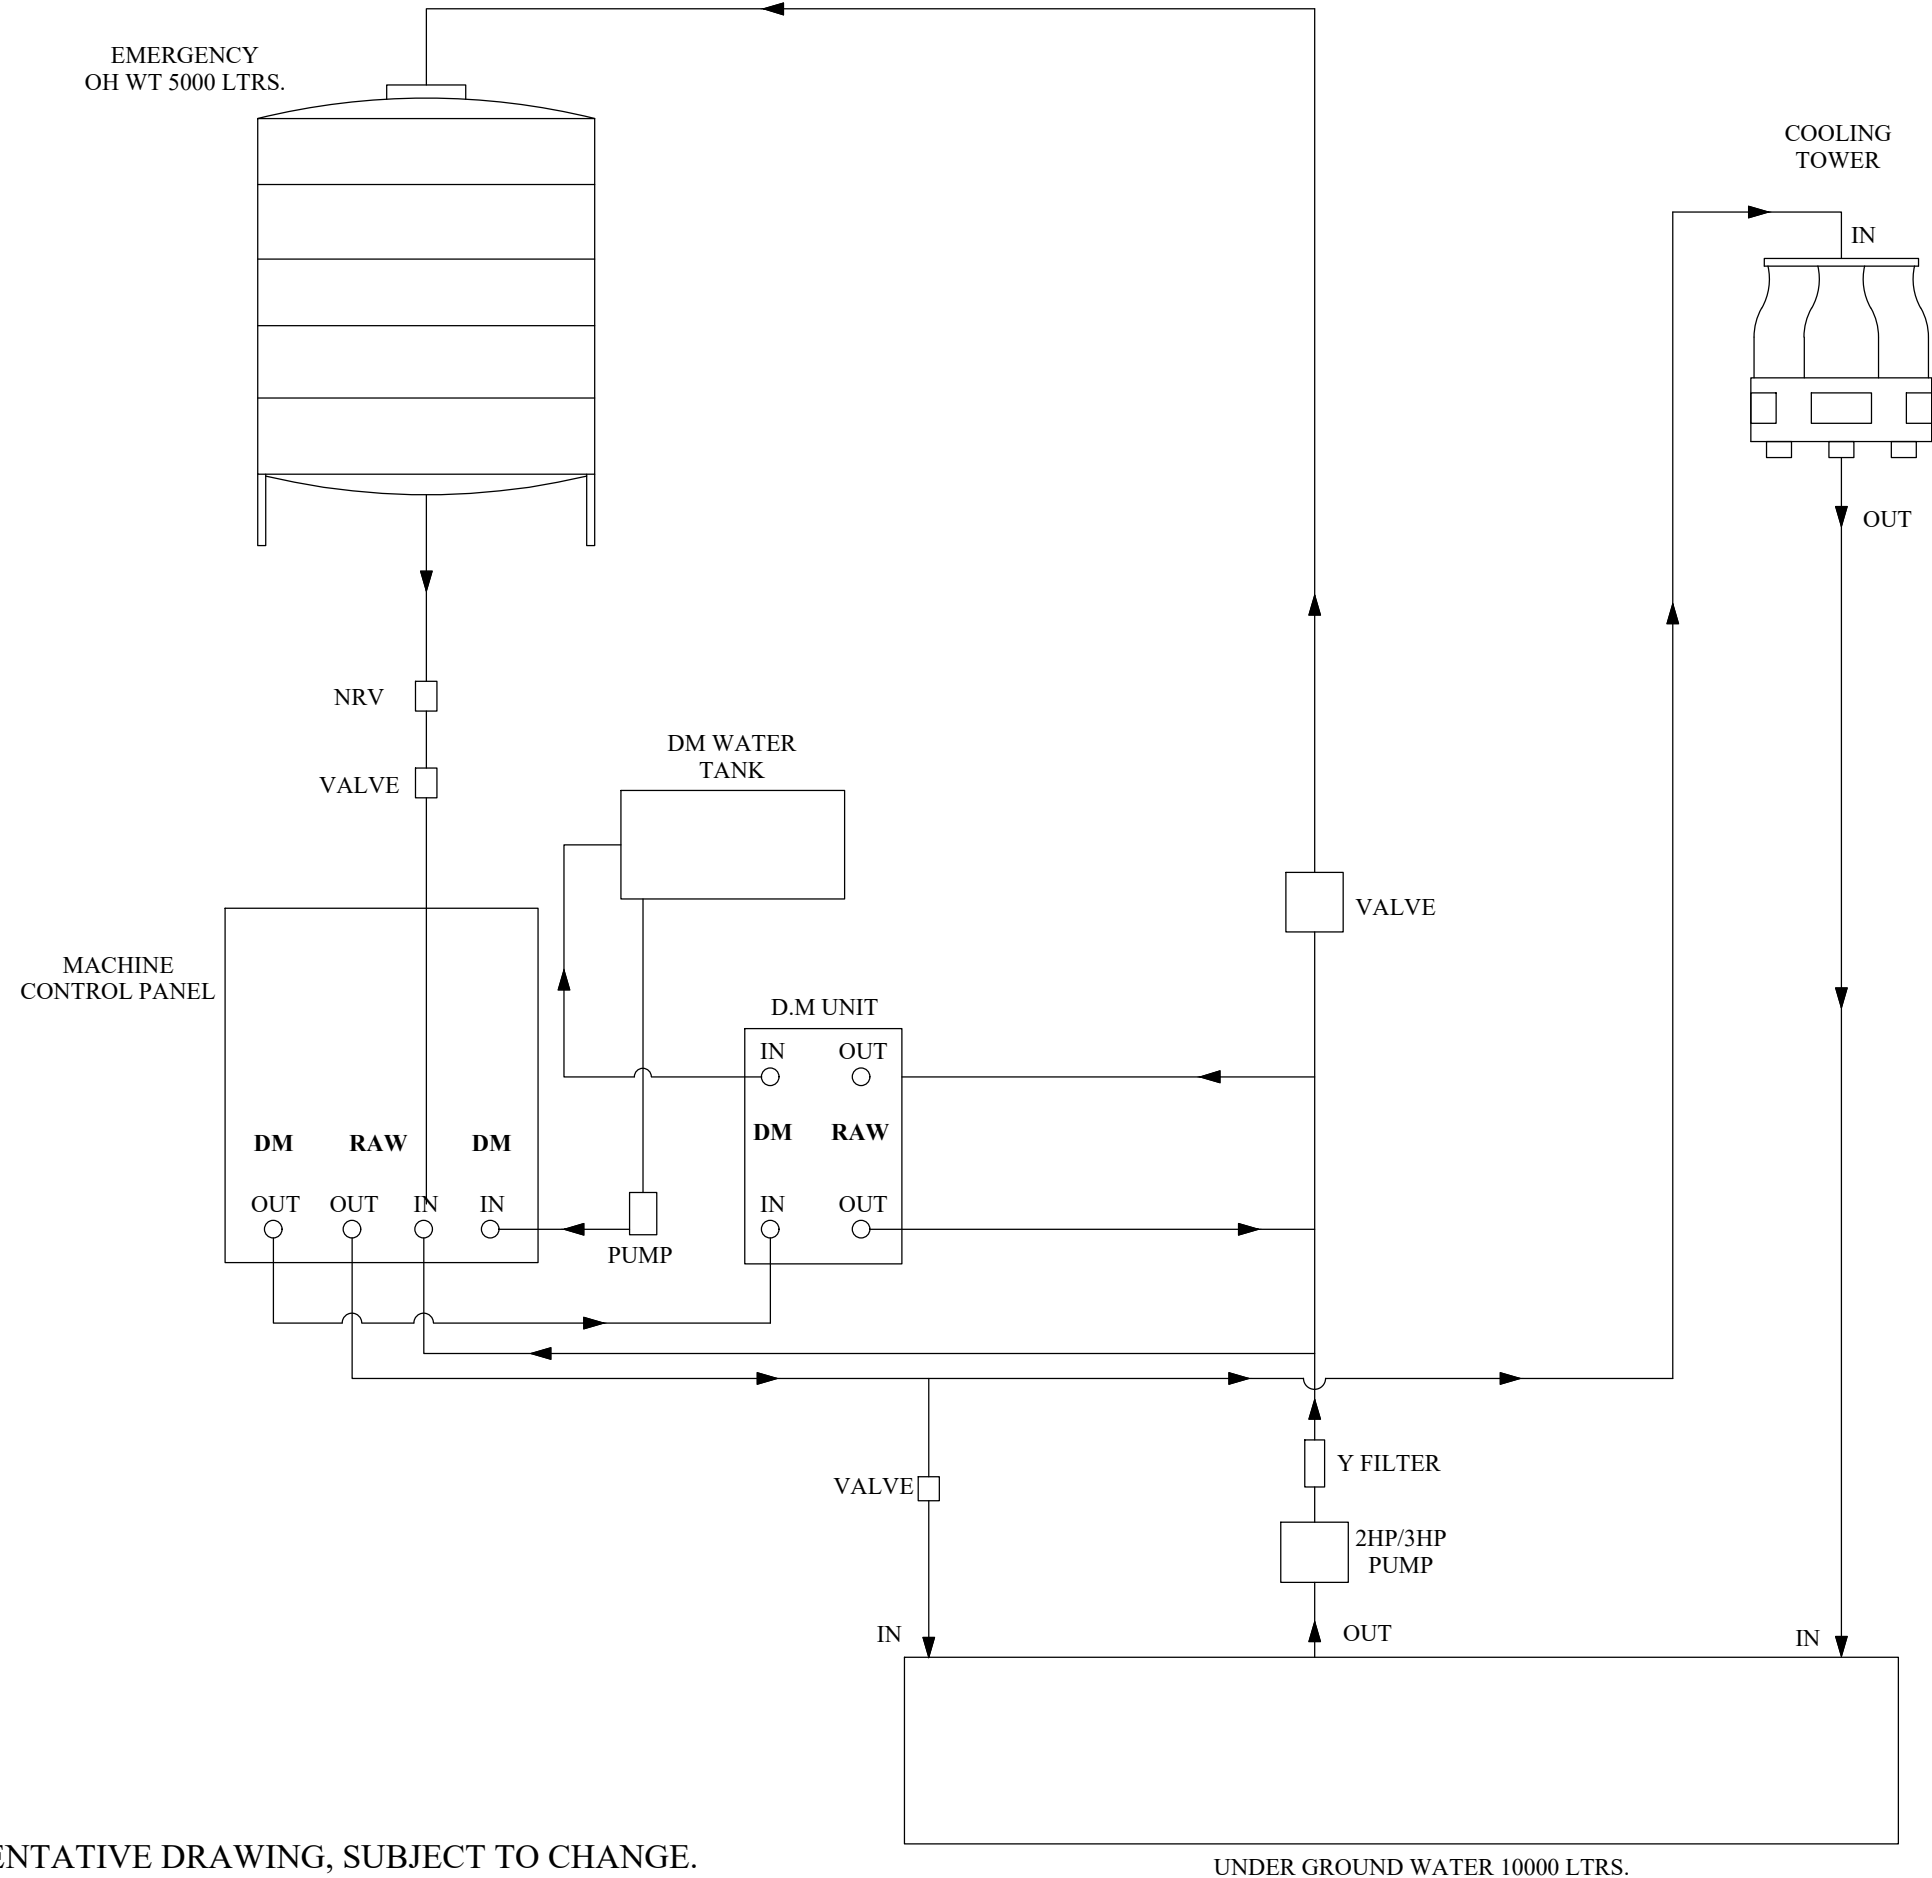 EMERGENCY
OH WT 5000 LTRS.
COOLING
TOWER
IN
OUT
NRV
VALVE
DM WATER
TANK
VALVE
MACHINE
CONTROL PANEL
D.M UNIT
IN OUT
DM RAW
IN OUT
DM RAW DM
OUT OUT IN IN
PUMP
Y FILTER
VALVE
2HP/3HP
PUMP
IN
OUT
IN
ENTATIVE DRAWING, SUBJECT TO CHANGE.
UNDER GROUND WATER 10000 LTRS.